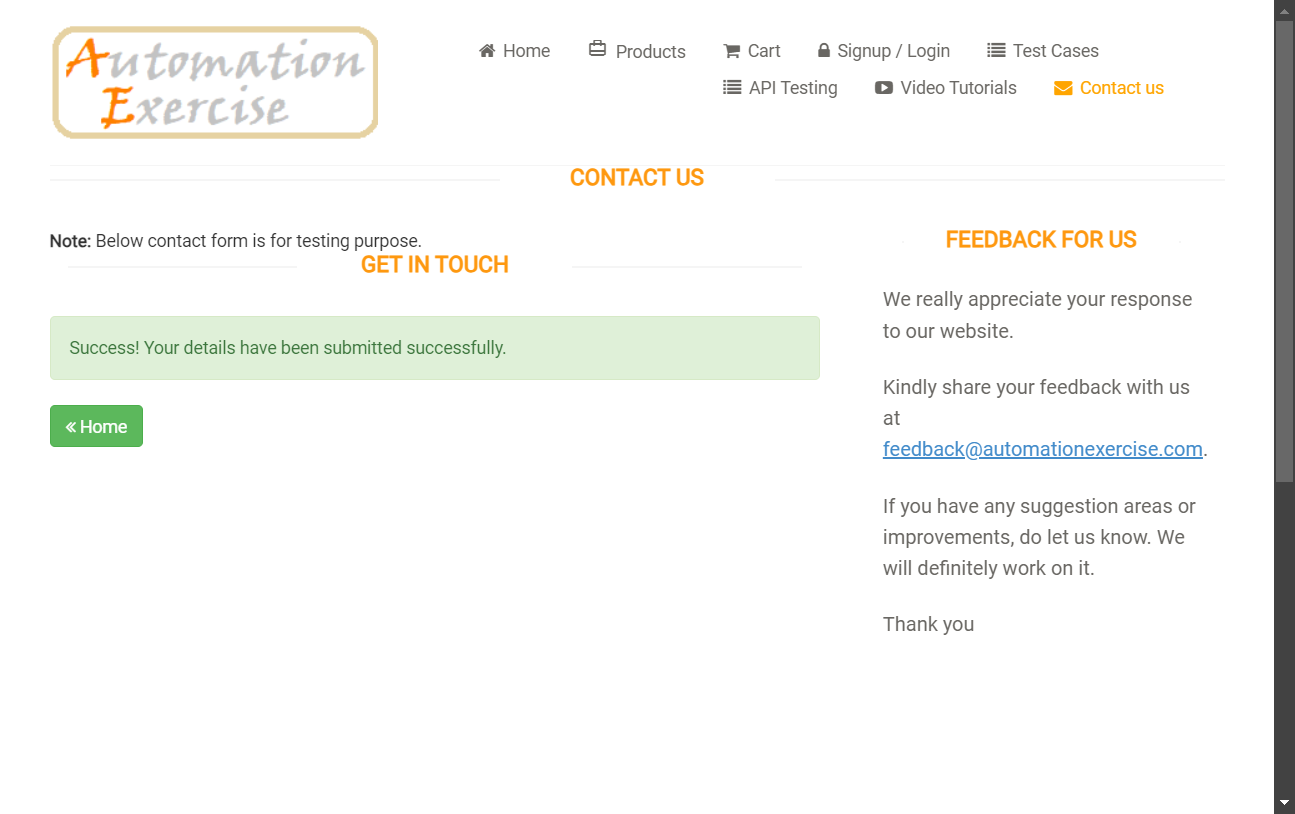 Automation
Exercise
Home
Products
Cart
Signup / Login
Test Cases
API Testing
Video Tutorials
Contact us
CONTACT US
Note: Below contact form is for testing purpose.
GET IN TOUCH
Success! Your details have been submitted successfully.
« Home
FEEDBACK FOR US
We really appreciate your response
to our website.
Kindly share your feedback with us
at
feedback@automationexercise.com.
If you have any suggestion areas or
improvements, do let us know. We
will definitely work on it.
Thank you